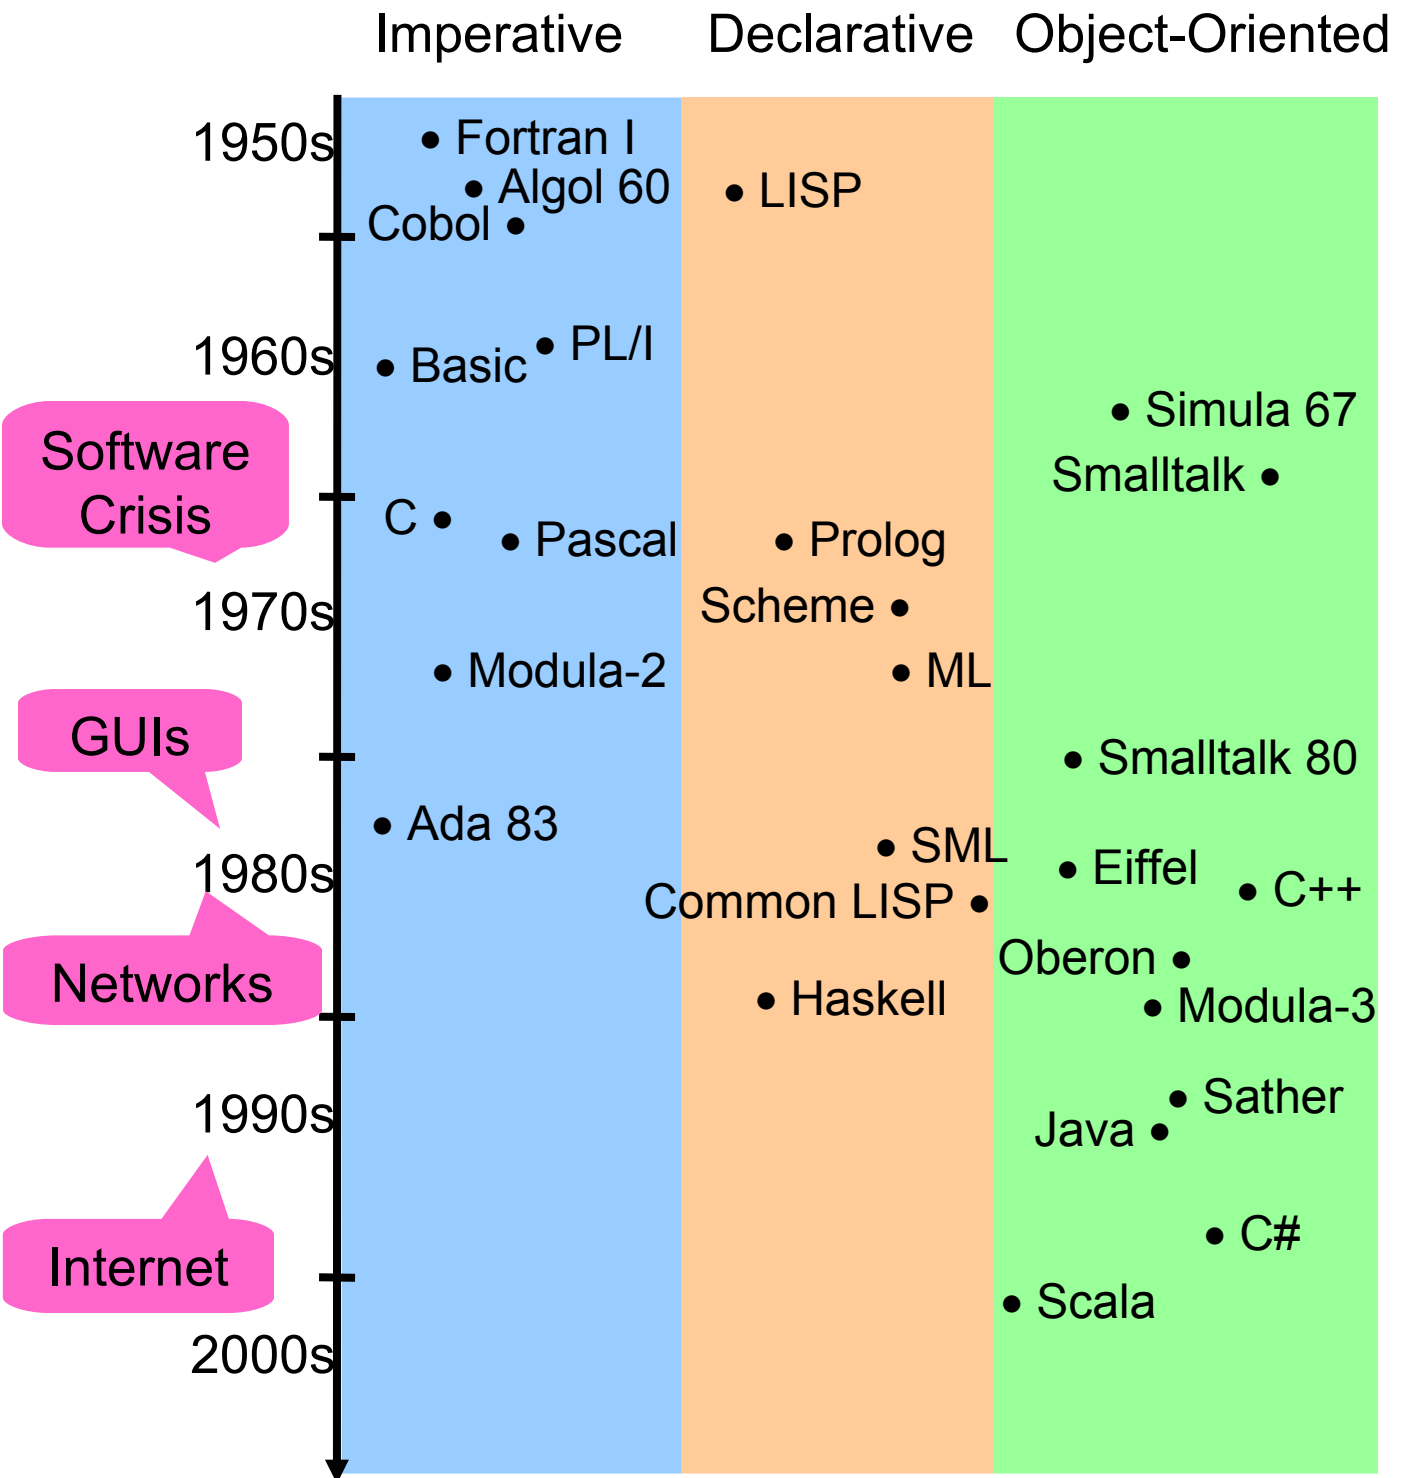 Imperative Declarative Object-Oriented
1950s
Fortran I
Algol 60
LISP
Cobol
1960s
PL/I
Basic
Simula 67
Software
Crisis
Smalltalk
C
Pascal
Prolog
1970s
Scheme
Modula-2
ML
GUIs
Smalltalk 80
Ada 83
SML
1980s
Eiffel
C++
Common LISP
Oberon
Networks
Haskell
Modula-3
1990s
Sather
Java
C#
Internet
Scala
2000s